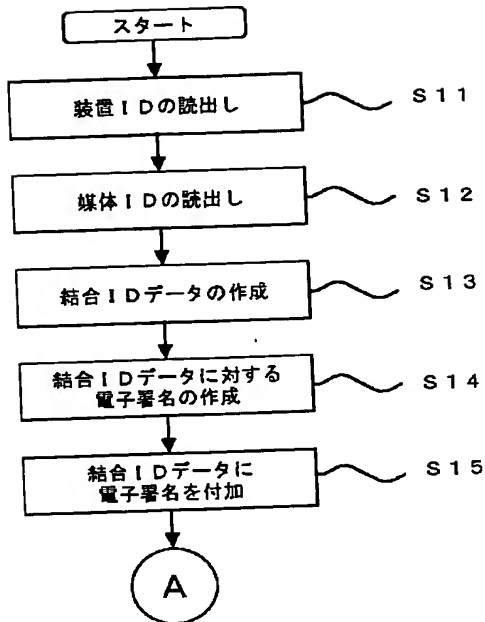 スタート
装置IDの読出し
S11
媒体IDの読出し
S12
結合IDデータの作成
S13
結合IDデータに対する
電子署名の作成
S14
結合IDデータに
電子署名を付加
S15
A